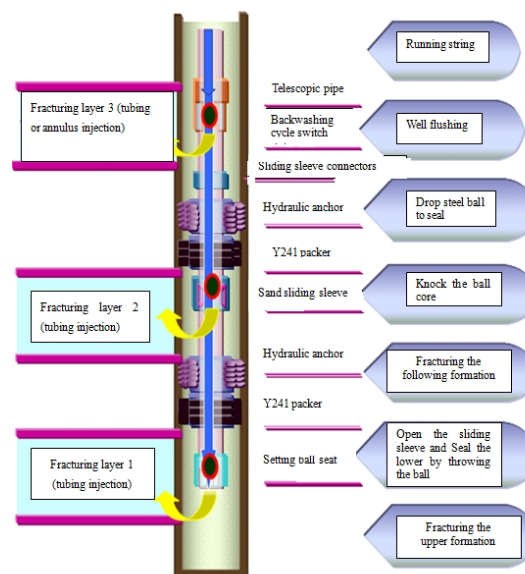 Fracturing layer 3 (tubing
or annulus injection)
Fracturing layer 2
(tubing injection)
Fracturing layer 1
(tubing injection)
Telescopic pipe
Backwashing
cycle switch
Sliding sleeve connectors
Hydraulic anchor
Y241 packer
Sand sliding sleeve
Hydraulic anchor
Y241 packer
Setting ball seat
Running string
Well flushing
Drop steel ball
to seal
Knock the ball
core
Fracturing the
following formation
Open the sliding
sleeve and Seal the
lower by throwing
the ball
Fracturing the
upper formation